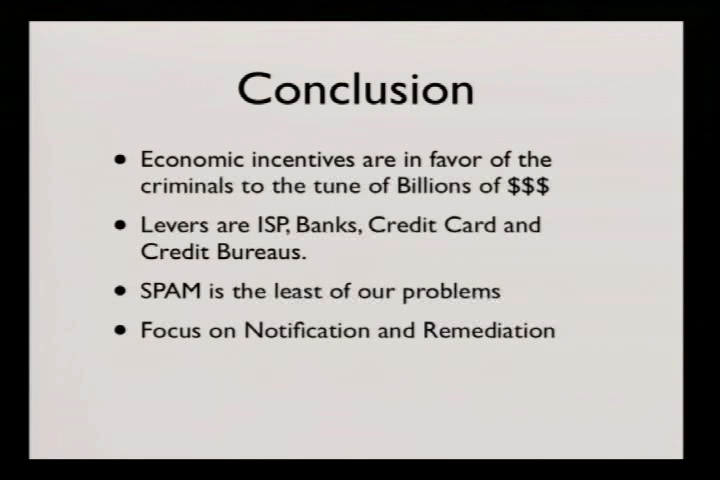 Conclusion
• Economic incentives are in favor of the
criminals to the tune of Billions of $$$
• Levers are ISP, Banks, Credit Card and
Credit Bureaus.
• SPAM is the least of our problems
• Focus on Notification and Remediation